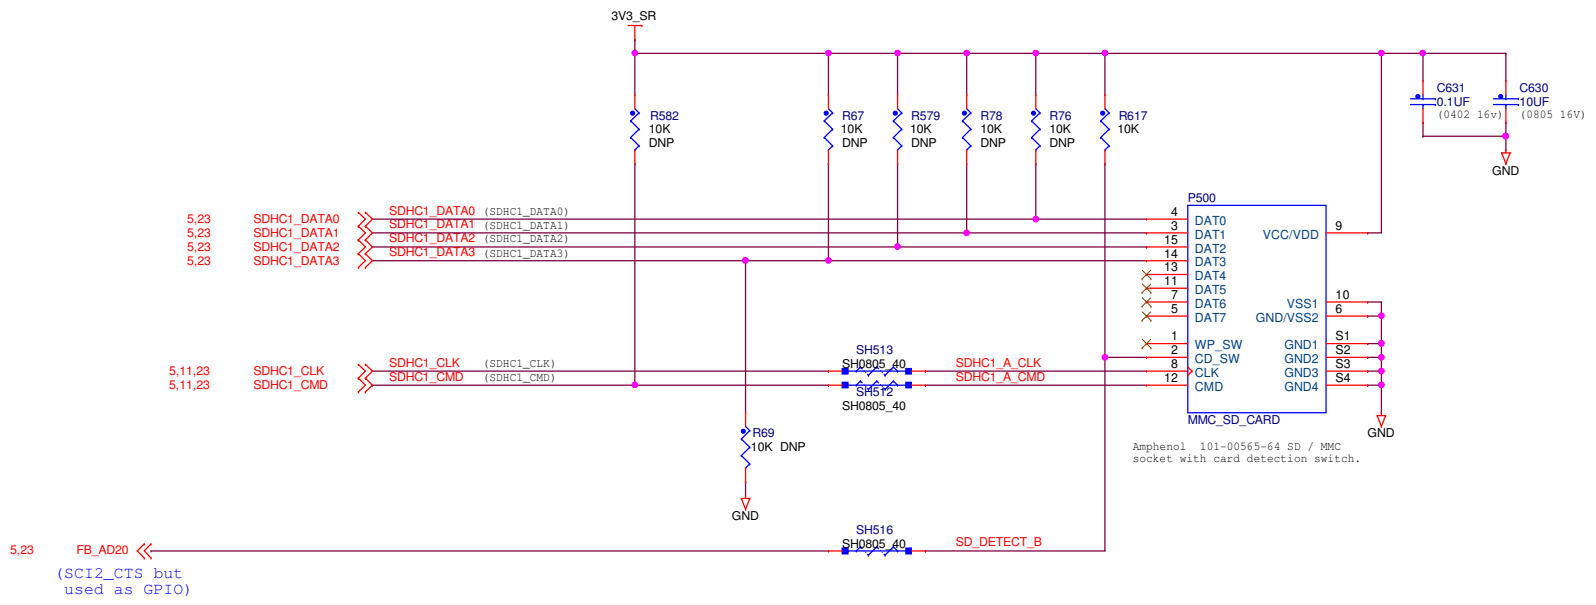 3V3_SR
C631
0.1UF
(0402 16v)
C630
10UF
(0805 16V)
GND
R582
10K
DNP
R67
10K
DNP
R579
10K
DNP
R78
10K
DNP
R76
10K
DNP
R617
10K
P500
5,23 SDHC1_DATA0 SDHC1_DATA0 (SDHC1_DATA0) 4 DAT0
5,23 SDHC1_DATA1 SDHC1_DATA1 (SDHC1_DATA1) 3 DAT1 VCC/VDD 9
5,23 SDHC1_DATA2 SDHC1_DATA2 (SDHC1_DATA2) 15 DAT2
5,23 SDHC1_DATA3 SDHC1_DATA3 (SDHC1_DATA3) 14 DAT3
13 DAT4
11 DAT5
7 DAT6 VSS1 10
5 DAT7 GND/VSS2 6
1 WP_SW GND1 S1
2 CD_SW GND2 S2
SH513
SH0805_40
5,11,23 SDHC1_CLK SDHC1_CLK (SDHC1_CLK) SDHC1_A_CLK 8 CLK GND3 S3
5,11,23 SDHC1_CMD SDHC1_CMD (SDHC1_CMD) SDHC1_A_CMD 12 CMD GND4 S4
SH512
SH0805_40
MMC_SD_CARD
GND
Amphenol 101-00565-64 SD / MMC
socket with card detection switch.
R69
10K DNP
GND
SH516
SH0805_40
5,23 FB_AD20 SD_DETECT_B
(SCI2_CTS but
used as GPIO)